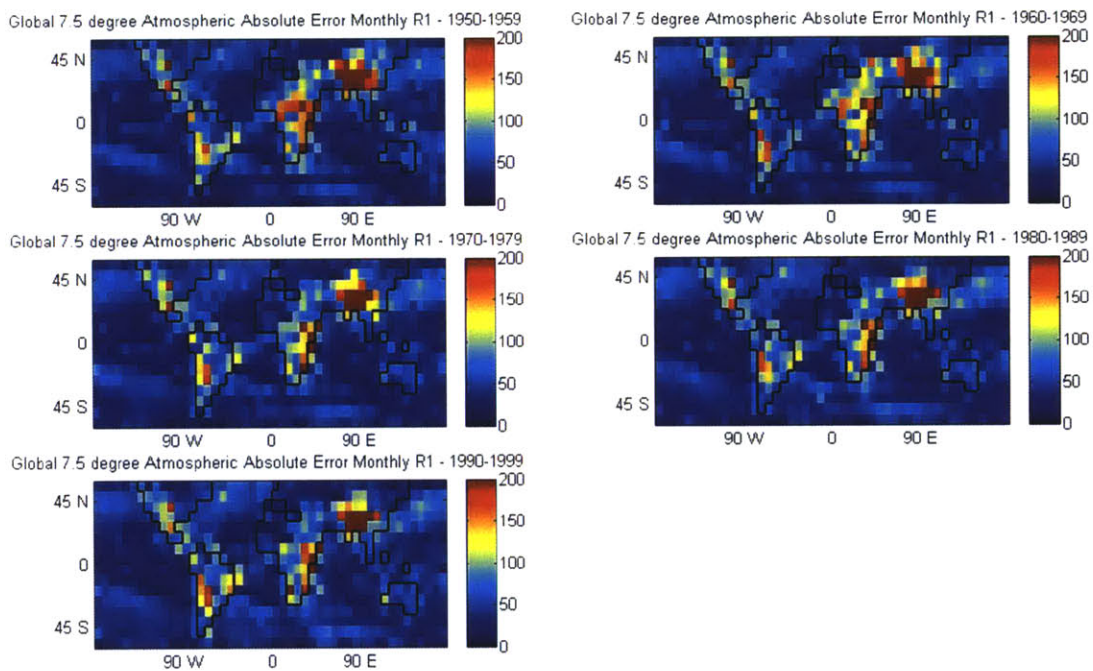 Global 7.5 degree Atmospheric Absolute Error Monthly R1 - 1950-1959
200
45 N
150
0
100
50
45 S
0
90 W 0 90 E
Global 7.5 degree Atmospheric Absolute Error Monthly R1 - 1960-1969
200
45 N
150
0
100
50
45 S
0
90 W 0 90 E
Global 7.5 degree Atmospheric Absolute Error Monthly R1 - 1970-1979
200
45 N
150
0
100
50
45 S
0
90 W 0 90 E
Global 7.5 degree Atmospheric Absolute Error Monthly R1 - 1980-1989
200
45 N
150
0
100
50
45 S
0
90 W 0 90 E
Global 7.5 degree Atmospheric Absolute Error Monthly R1 - 1990-1999
200
45 N
150
0
100
50
45 S
0
90 W 0 90 E